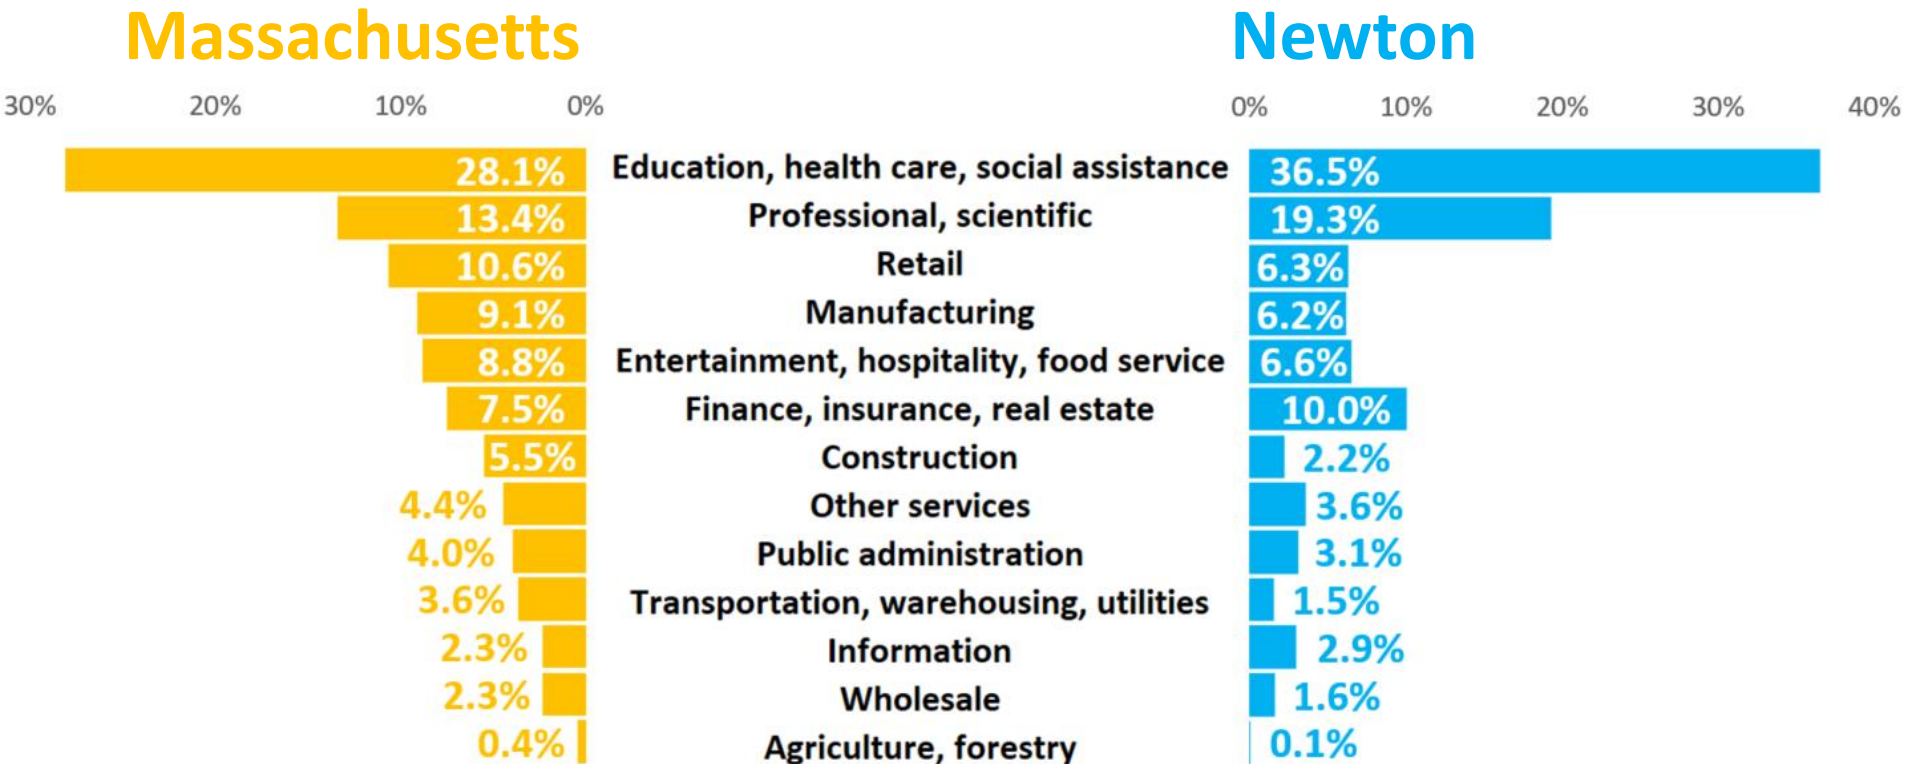 Massachusetts Newton
30% 20% 10% 0% 0% 10% 20% 30% 40%
28.1% Education, health care, social assistance 36.5%
13.4% Professional, scientific 19.3%
10.6% Retail 6.3%
9.1% Manufacturing 6.2%
8.8% Entertainment, hospitality, food service 6.6%
7.5% Finance, insurance, real estate 10.0%
5.5% Construction 2.2%
4.4% Other services 3.6%
4.0% Public administration 3.1%
3.6% Transportation, warehousing, utilities 1.5%
2.3% Information 2.9%
2.3% Wholesale 1.6%
0.4% Agriculture, forestry 0.1%